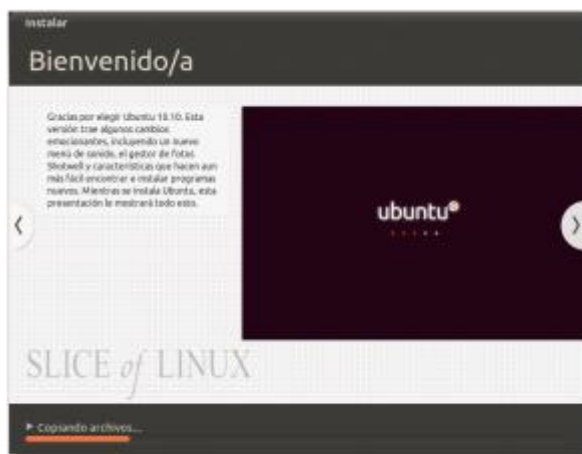 Instalar
Bienvenido/a
Gracias por elegir Ubuntu 10.10. Esta
versión trae algunos cambios
emocionantes, incluyendo un nuevo
menú de sonido, el gestor de fotos
Shotwell y características que hacen aun
más fácil encontrar e instalar programas
nuevos. Mientras se instala Ubuntu, esta
presentación le mostrará todo esto.
ubuntu
SLICE of LINUX
Copiando archivos...